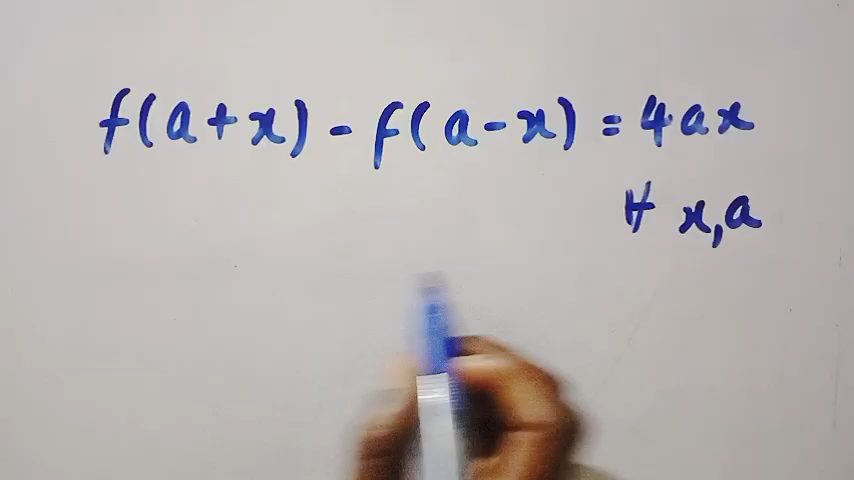 f(a+x) - f(a-x) = 4ax
∀ x,a